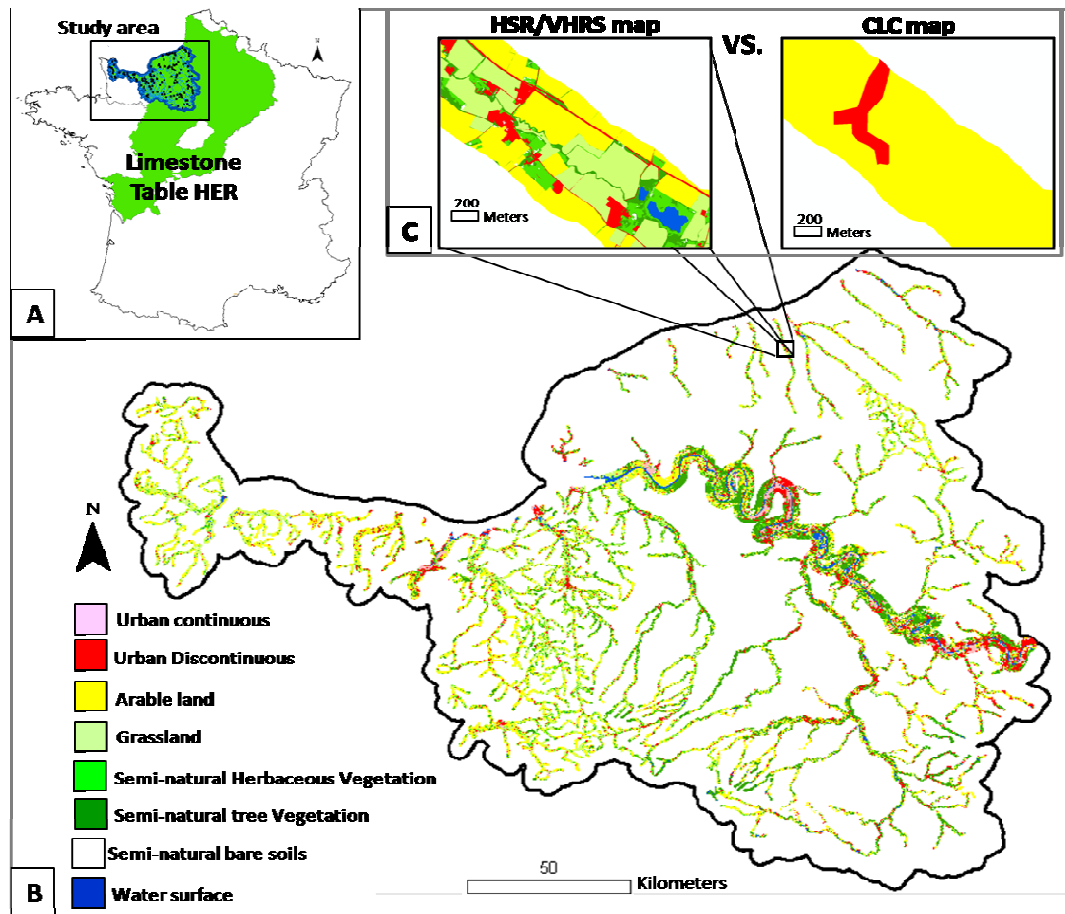 Study area
N
Limestone
Table HER
A
HSR/VHRS map
VS.
CLC map
200
Meters
200
Meters
C
N
Urban continuous
Urban Discontinuous
Arable land
Grassland
Semi-natural Herbaceous Vegetation
Semi-natural tree Vegetation
Semi-natural bare soils
Water surface
B
50
Kilometers